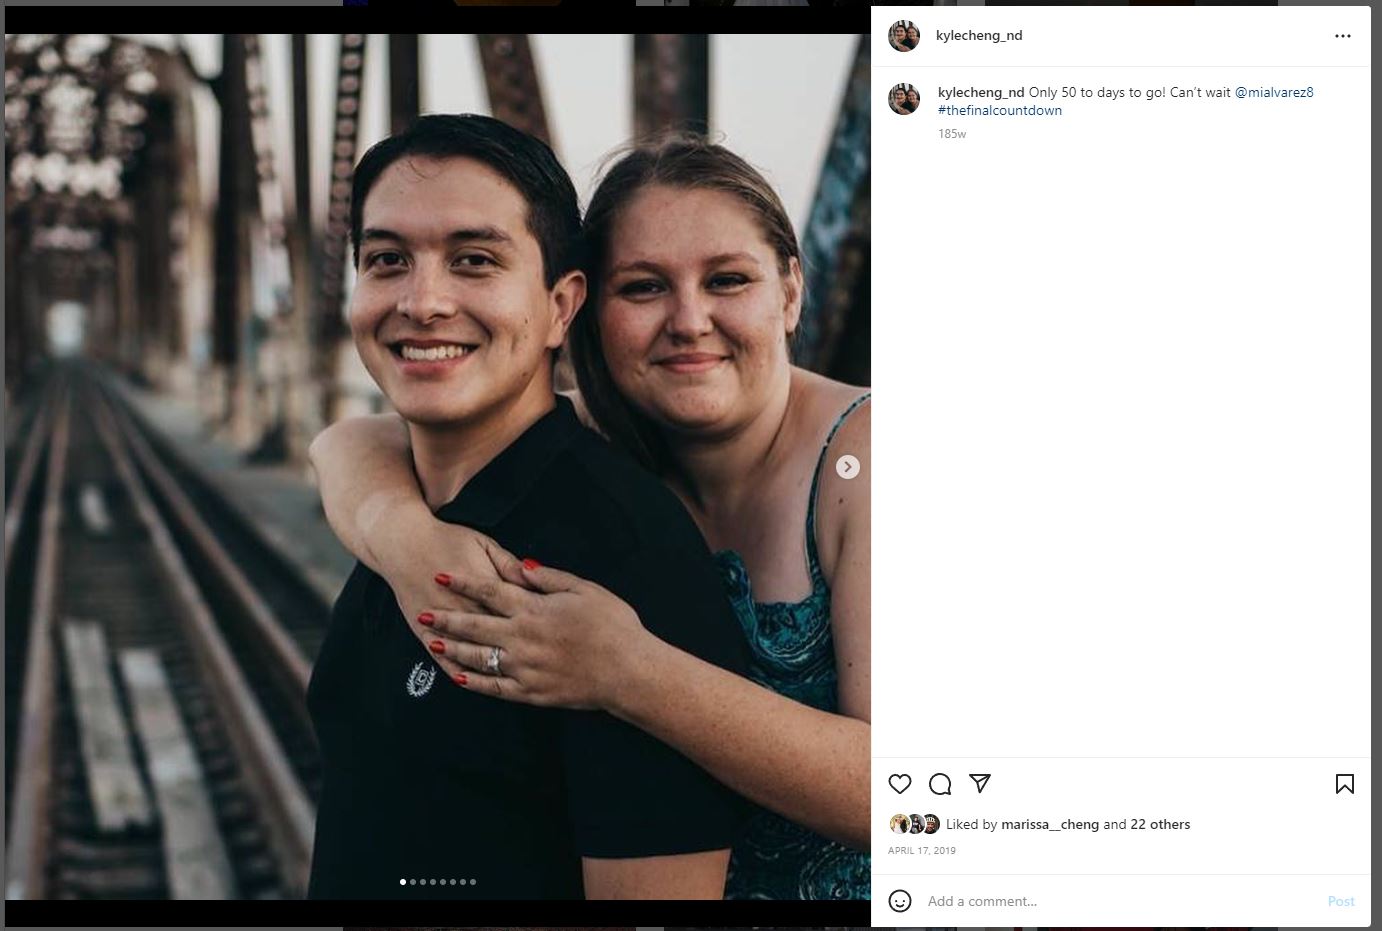 kylecheng_nd
kylecheng_nd Only 50 to days to go! Can't wait @mialvarez8
#thefinalcountdown
185w
Liked by marissa__cheng and 22 others
APRIL 17, 2019
Add a comment...
Post